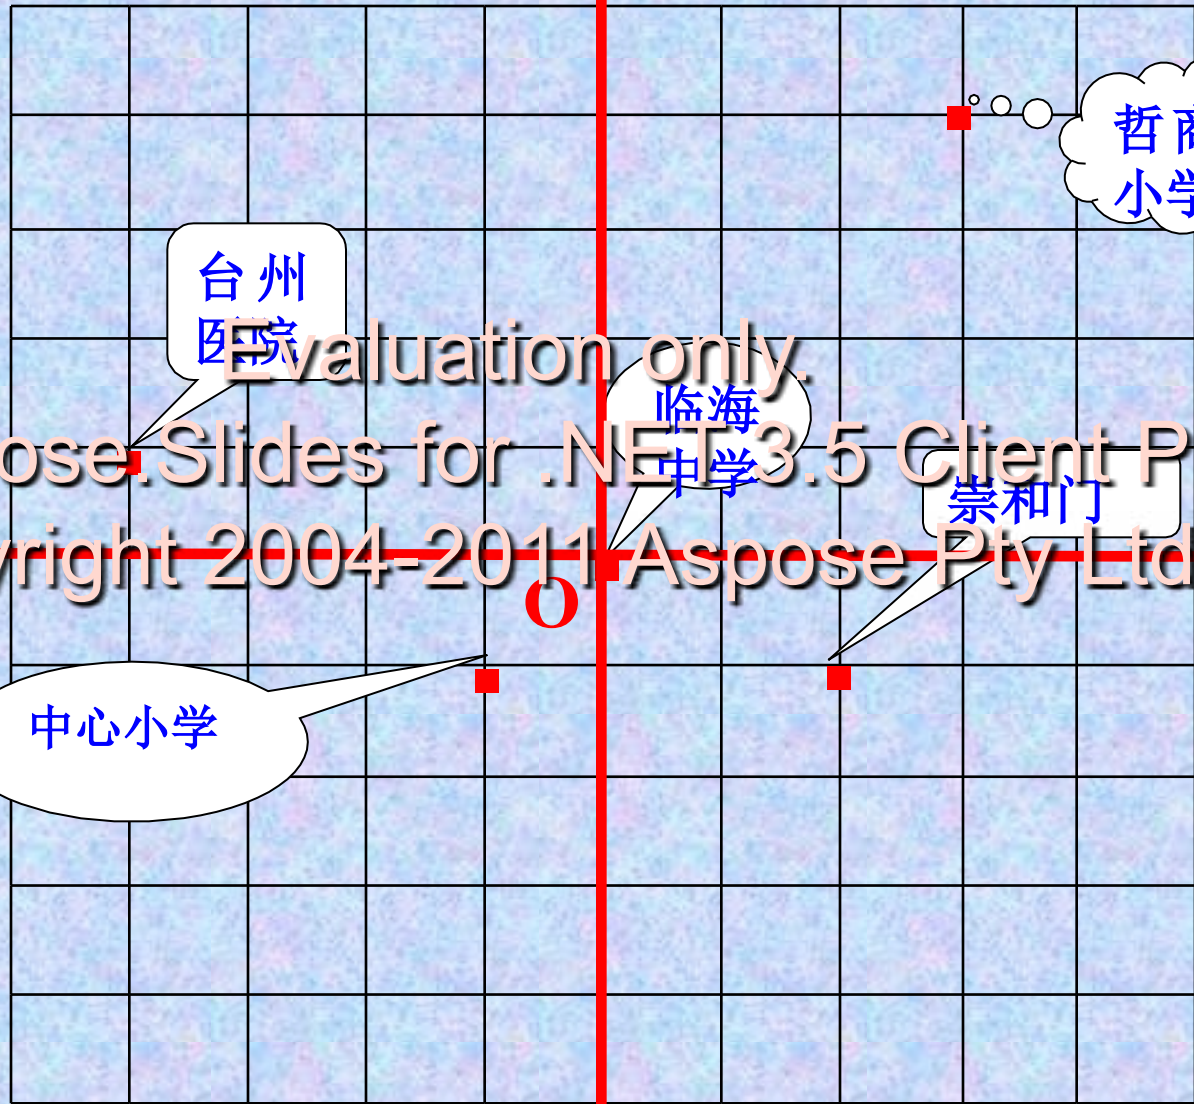 哲商
小学
台州
医院
Evaluation only.
临海
ose.Slides for .NET 3.5 Client P
中学
崇和门
yright 2004-2011 Aspose Pty Ltd
O
中心小学